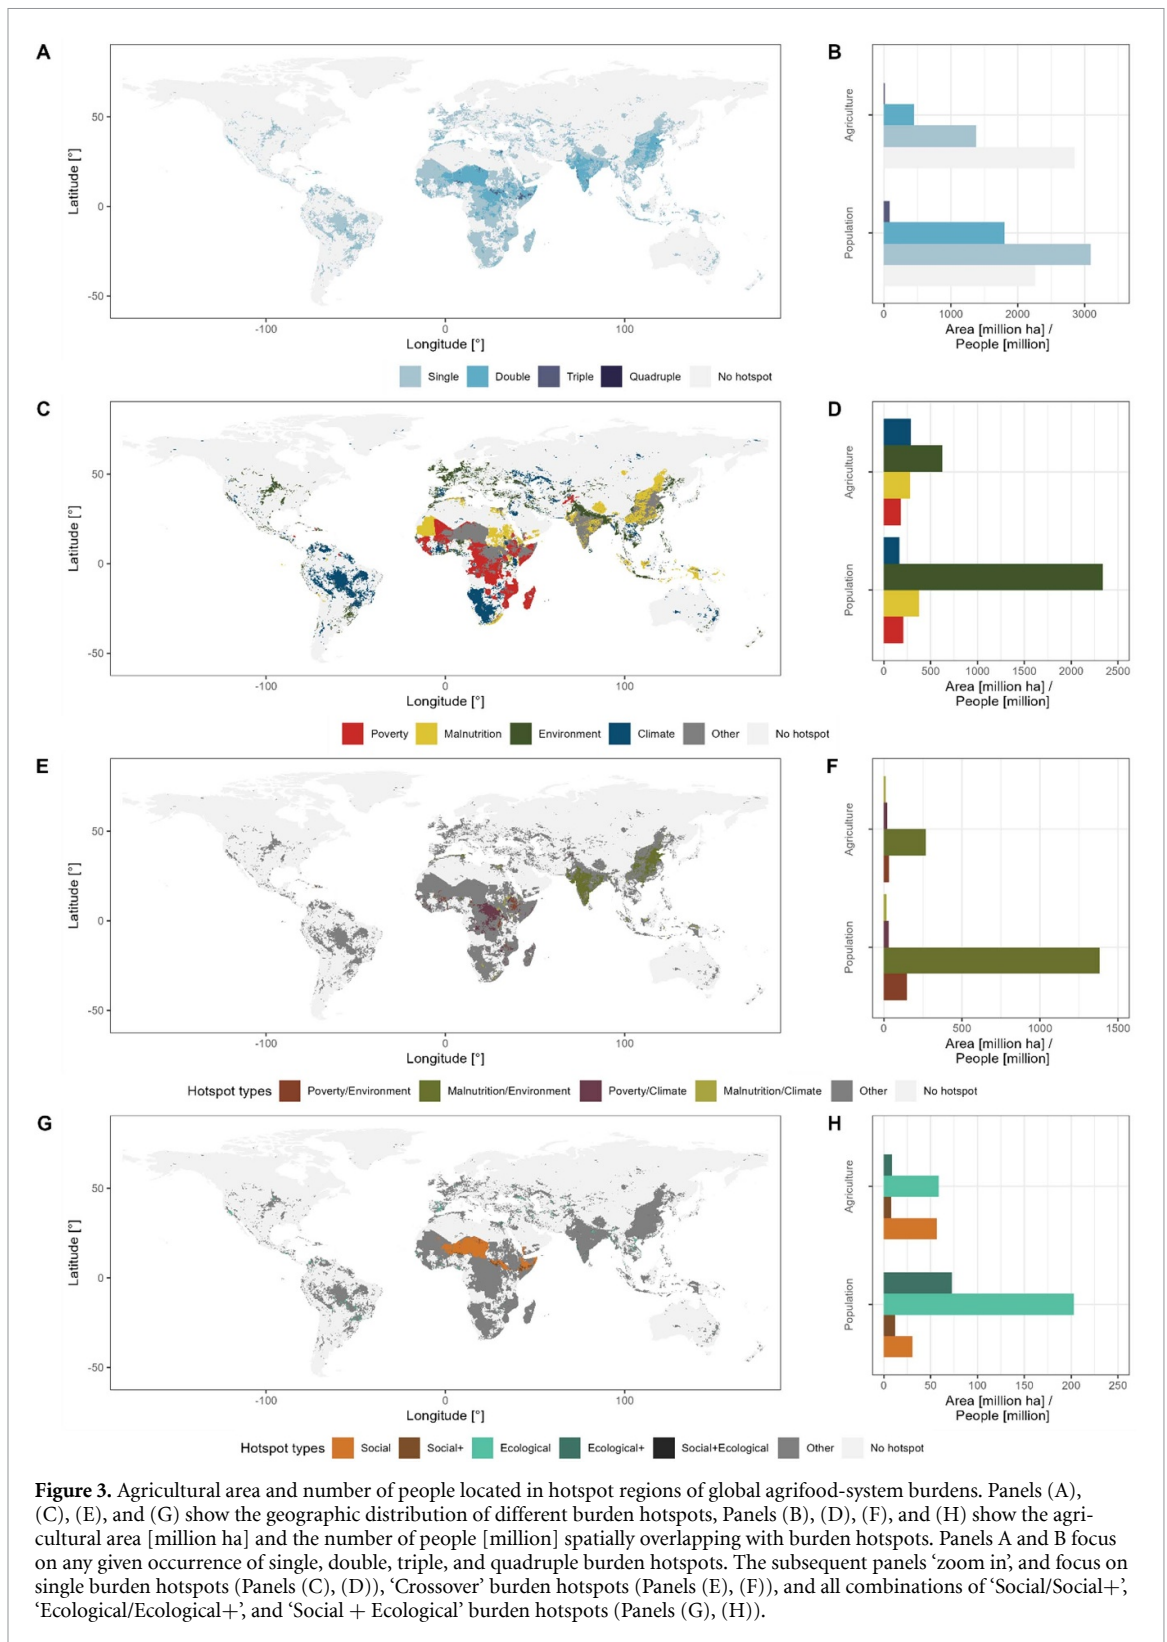 A
B
50
0
-50
Latitude [°]
-100
0
100
Longitude [°]
Agriculture
Population
0
1000
2000
3000
Area [million ha] /
People [million]
Single
Double
Triple
Quadruple
No hotspot
C
D
50
0
-50
Latitude [°]
-100
0
100
Longitude [°]
Agriculture
Population
0
500
1000
1500
2000
2500
Area [million ha] /
People [million]
Poverty
Malnutrition
Environment
Climate
Other
No hotspot
E
F
50
0
-50
Latitude [°]
-100
0
100
Longitude [°]
Agriculture
Population
0
500
1000
1500
Area [million ha] /
People [million]
Hotspot types
Poverty/Environment
Malnutrition/Environment
Poverty/Climate
Malnutrition/Climate
Other
No hotspot
G
H
50
0
-50
Latitude [°]
-100
0
100
Longitude [°]
Agriculture
Population
0
50
100
150
200
250
Area [million ha] /
People [million]
Hotspot types
Social
Social+
Ecological
Ecological+
Social+Ecological
Other
No hotspot
Figure 3. Agricultural area and number of people located in hotspot regions of global agrifood-system burdens. Panels (A),
(C), (E), and (G) show the geographic distribution of different burden hotspots, Panels (B), (D), (F), and (H) show the agri-
cultural area [million ha] and the number of people [million] spatially overlapping with burden hotspots. Panels A and B focus
on any given occurrence of single, double, triple, and quadruple burden hotspots. The subsequent panels ‘zoom in’, and focus on
single burden hotspots (Panels (C), (D)), ‘Crossover’ burden hotspots (Panels (E), (F)), and all combinations of ‘Social/Social+’,
‘Ecological/Ecological+’, and ‘Social + Ecological’ burden hotspots (Panels (G), (H)).